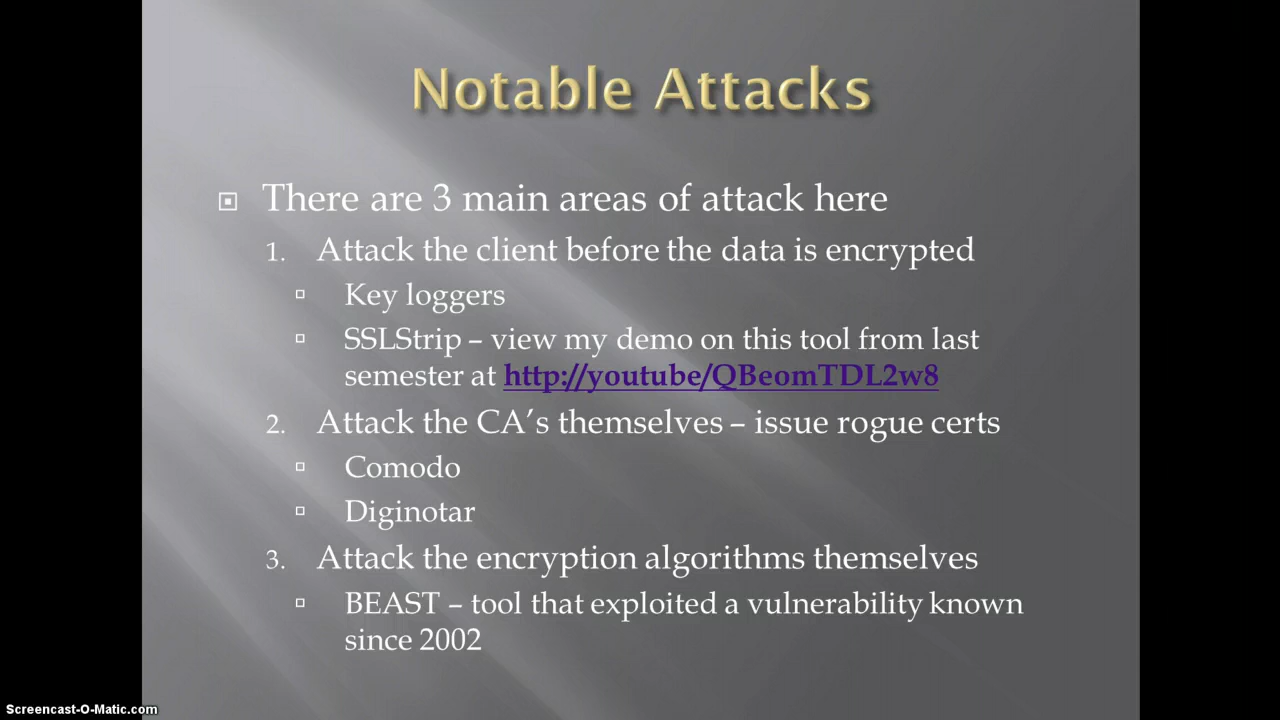 Notable Attacks
There are 3 main areas of attack here
1. Attack the client before the data is encrypted
Key loggers
SSLStrip – view my demo on this tool from last
semester at http://youtube/QBeomTDL2w8
2. Attack the CA’s themselves – issue rogue certs
Comodo
Diginotar
3. Attack the encryption algorithms themselves
BEAST – tool that exploited a vulnerability known
since 2002
Screencast-O-Matic.com